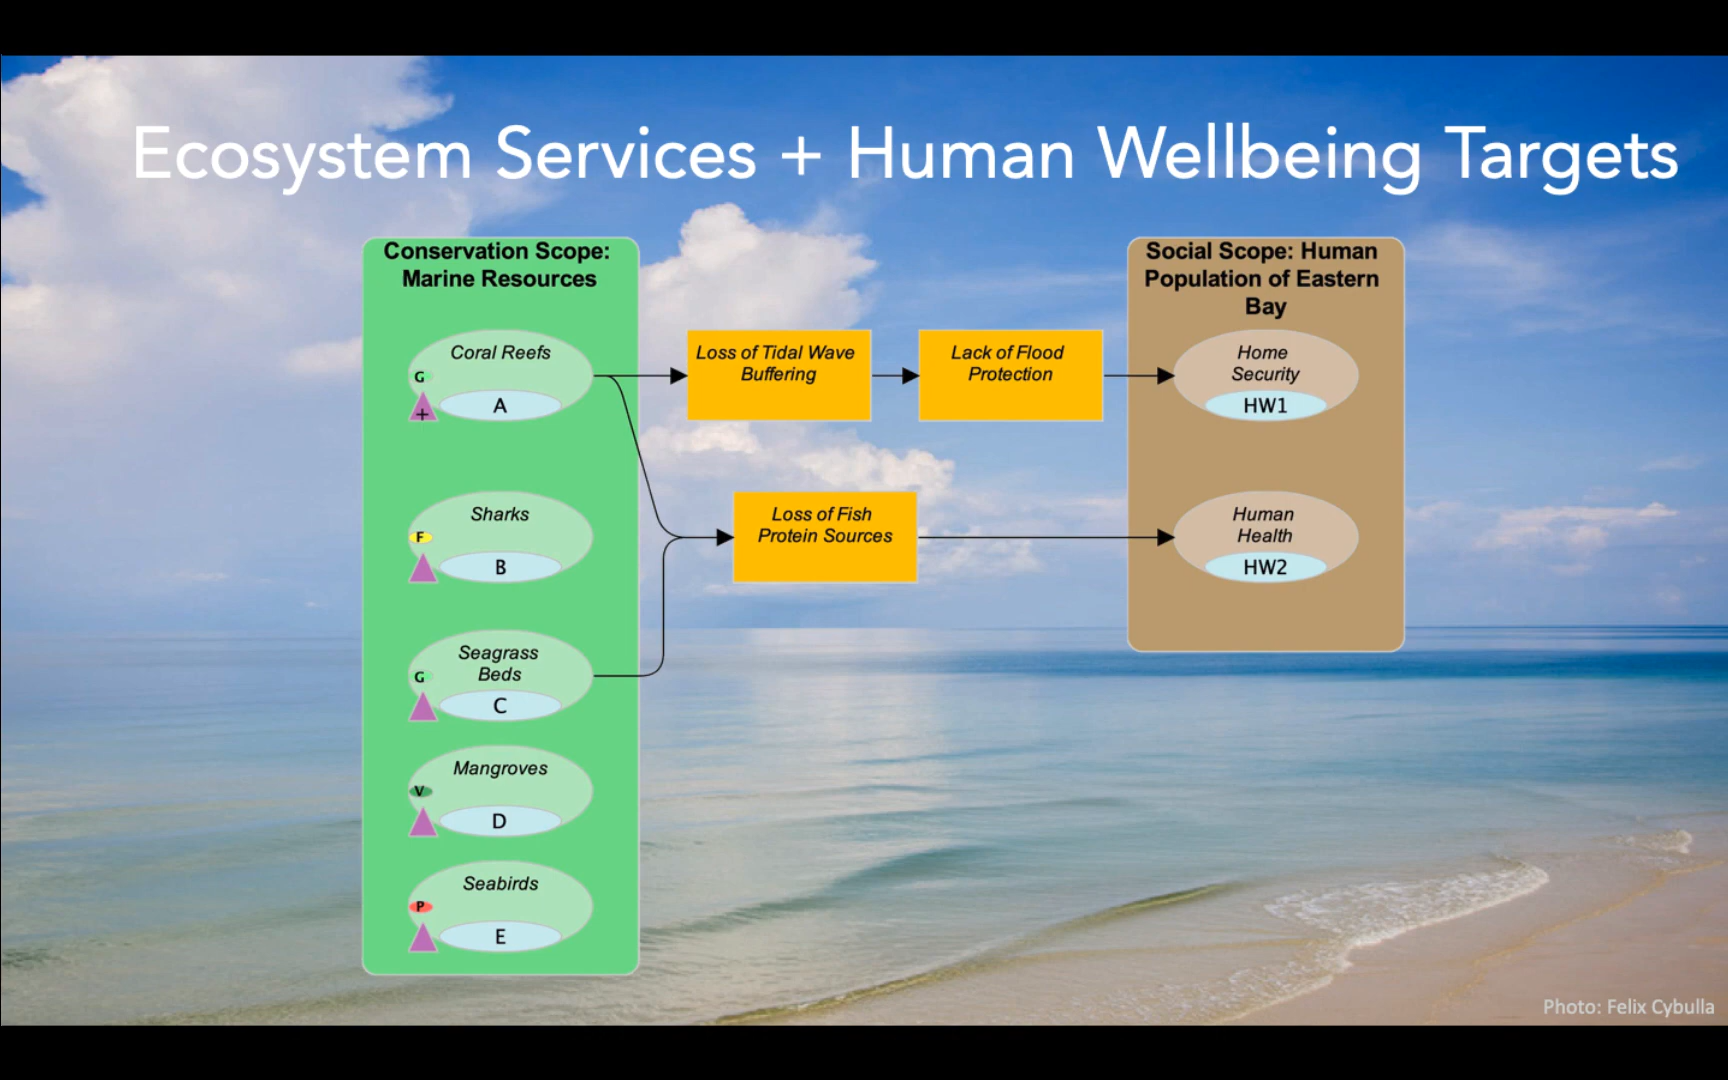 Ecosystem Services + Human Wellbeing Targets
Conservation Scope:
Marine Resources
Coral Reefs
G
+
A
Sharks
F
B
Seagrass
Beds
G
C
Mangroves
V
D
Seabirds
P
E
Loss of Tidal Wave
Buffering
Lack of Flood
Protection
Loss of Fish
Protein Sources
Social Scope: Human
Population of Eastern
Bay
Home
Security
HW1
Human
Health
HW2
Photo: Felix Cybulla